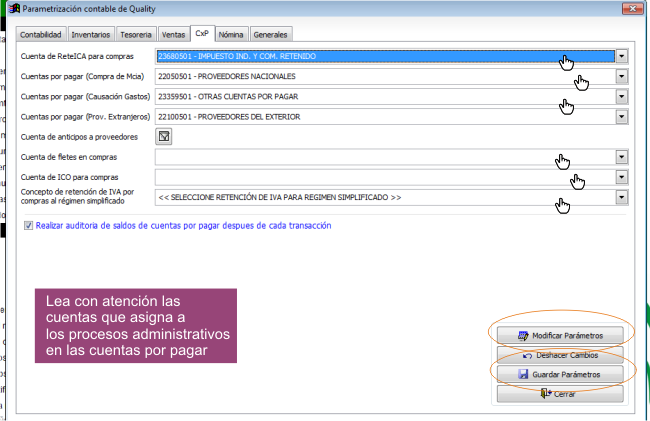 Parametrización contable de Quality
Contabilidad Inventarios Tesoreria Ventas CxP Nómina Generales
Cuenta de ReteICA para compras 23680501 - IMPUESTO IND. Y COM. RETENIDO
Cuentas por pagar (Compra de Mcia) 22050501 - PROVEEDORES NACIONALES
Cuentas por pagar (Causación Gastos) 23359501 - OTRAS CUENTAS POR PAGAR
Cuentas por pagar (Prov. Extranjeros) 22100501 - PROVEEDORES DEL EXTERIOR
Cuenta de anticipos a proveedores
Cuenta de fletes en compras
Cuenta de ICO para compras
Concepto de retención de IVA por
compras al régimen simplificado << SELECCIONE RETENCIÓN DE IVA PARA REGIMEN SIMPLIFICADO >>
Realizar auditoria de saldos de cuentas por pagar despues de cada transacción
Lea con atención las
cuentas que asigna a
los procesos administrativos
en las cuentas por pagar
Modificar Parámetros
Deshacer Cambios
Guardar Parámetros
Cerrar